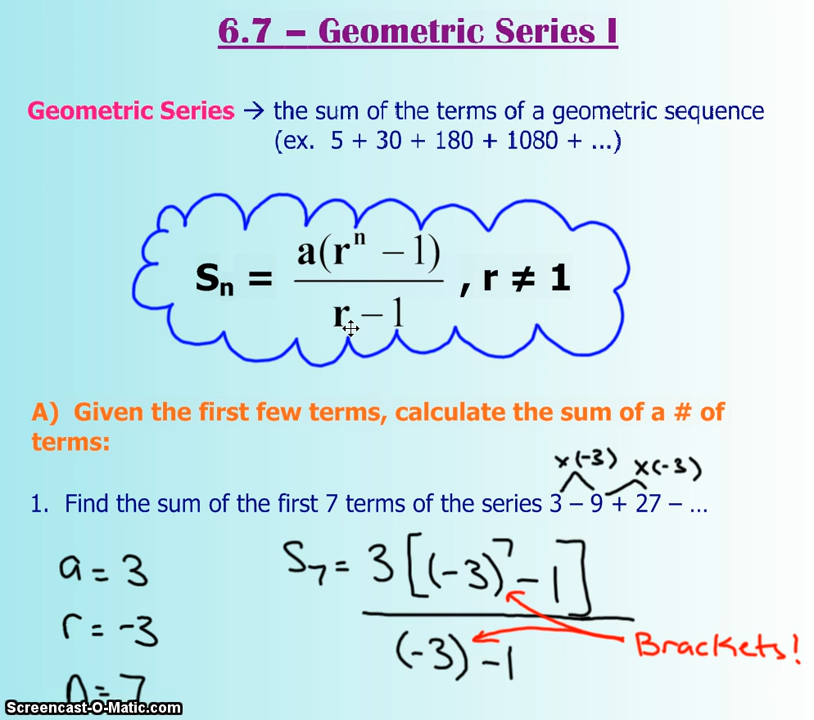 6.7 – Geometric Series I
Geometric Series → the sum of the terms of a geometric sequence
(ex. 5 + 30 + 180 + 1080 + ...)
Sn = a(rⁿ – 1) / r – 1 , r ≠ 1
A) Given the first few terms, calculate the sum of a # of
terms:
x(-3) x(-3)
1. Find the sum of the first 7 terms of the series 3 – 9 + 27 – ...
a = 3
r = -3
n = 7
S₇ = 3[(-3)⁷ - 1]
(-3) - 1
Brackets!
Screencast-O-Matic.com